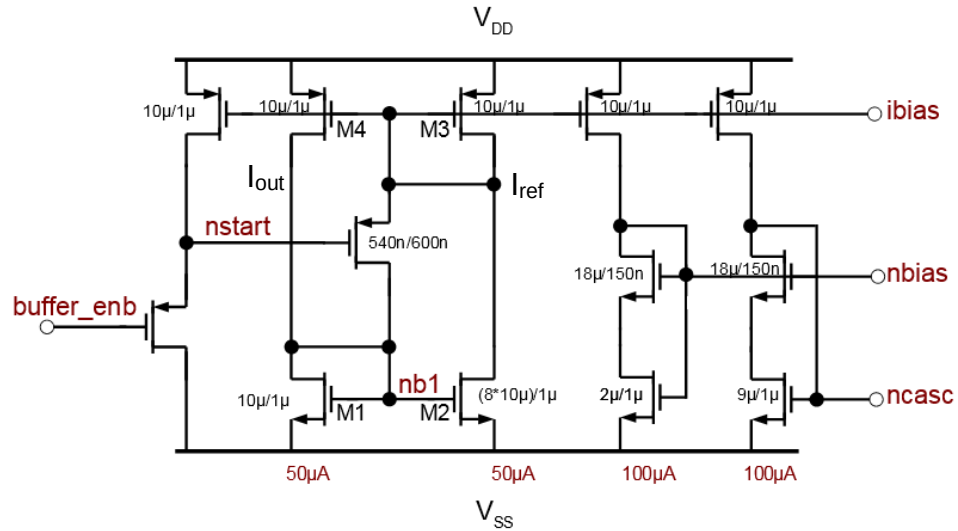 VDD
10µ/1µ
10µ/1µ
10µ/1µ
10µ/1µ
10µ/1µ
ibias
M4
M3
Iout
Iref
nstart
540n/600n
18µ/150n
18µ/150n
nbias
buffer_enb
nb1
10µ/1µ
(8*10µ)/1µ
2µ/1µ
9µ/1µ
ncasc
M1
M2
50µA
50µA
100µA
100µA
VSS